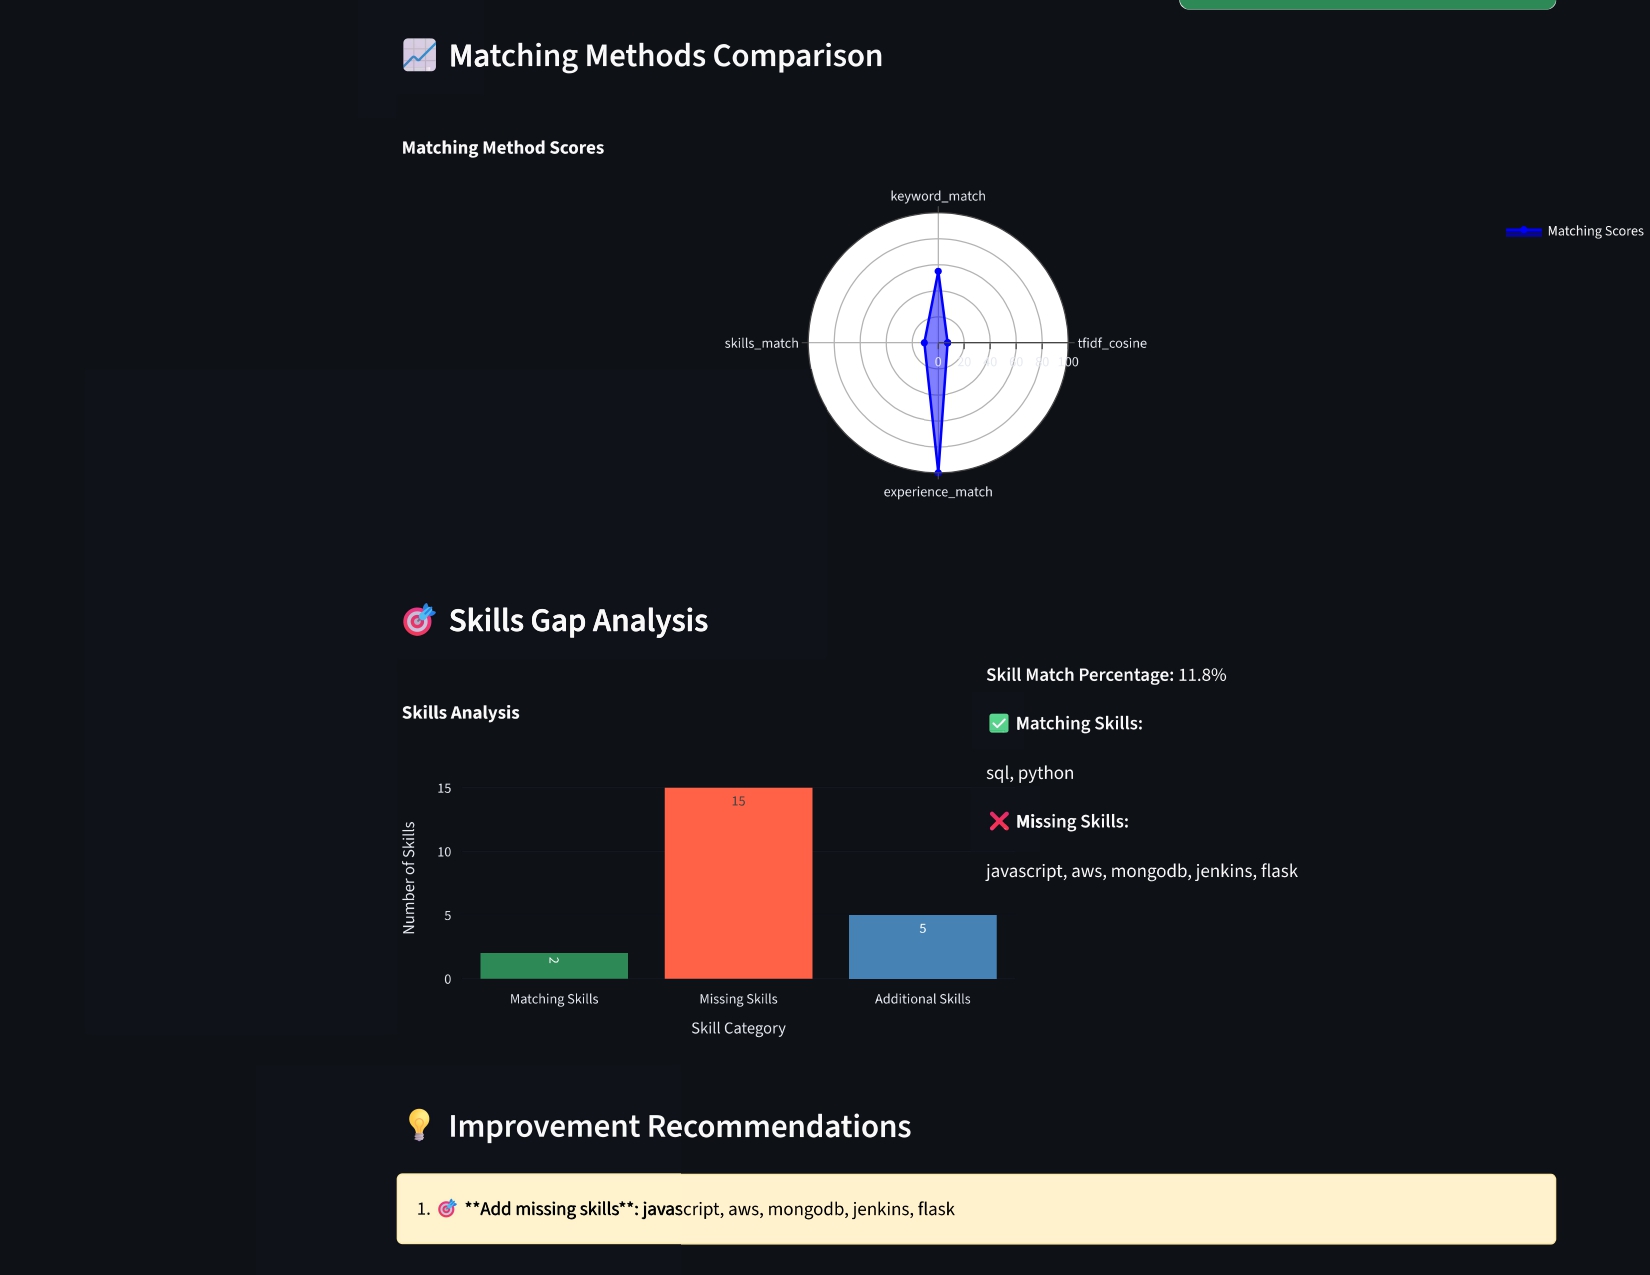 Matching Methods Comparison
Matching Method Scores
keyword_match
Matching Scores
skills_match
tfidf_cosine
0 20 40 60 80 100
experience_match
Skills Gap Analysis
Skill Match Percentage: 11.8%
Skills Analysis
Matching Skills:
sql, python
15
15
Missing Skills:
10
Number of Skills
javascript, aws, mongodb, jenkins, flask
5
5
2
0
Matching Skills
Missing Skills
Additional Skills
Skill Category
Improvement Recommendations
1. **Add missing skills**: javascript, aws, mongodb, jenkins, flask